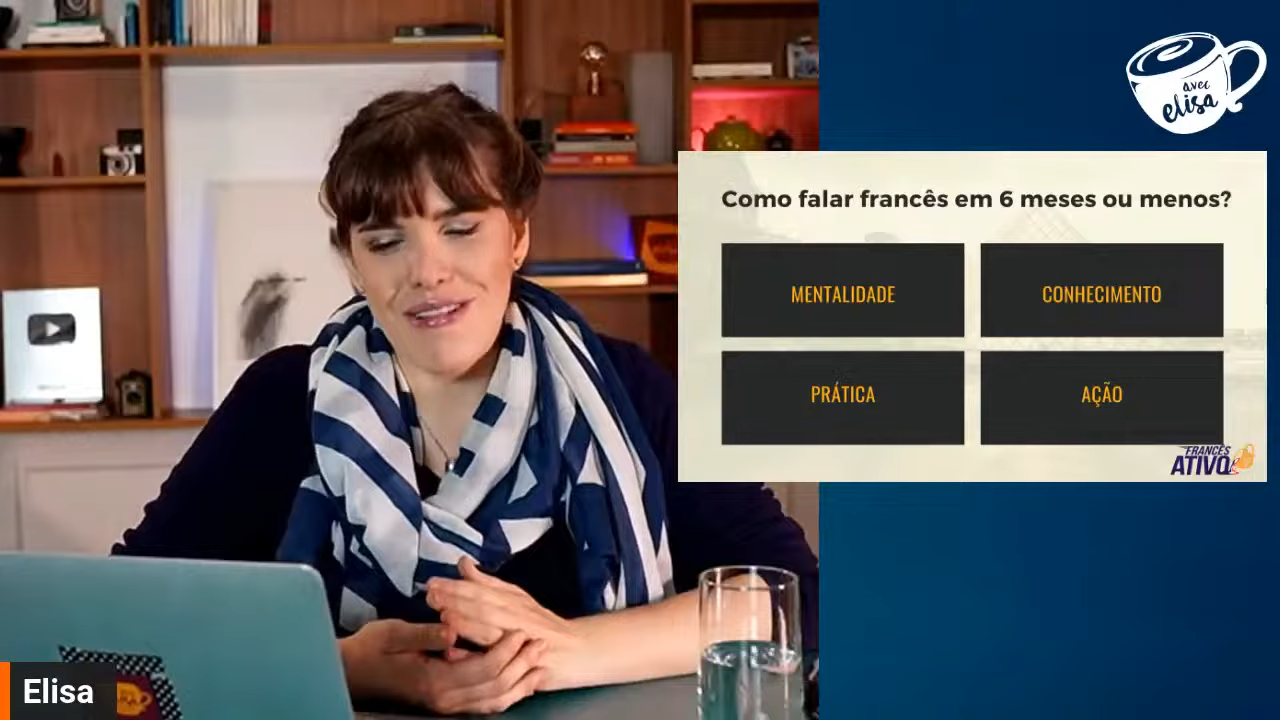 avec
elisa
Como falar francês em 6 meses ou menos?
MENTALIDADE
CONHECIMENTO
PRÁTICA
AÇÃO
FRANCÊS
ATIVO
Elisa